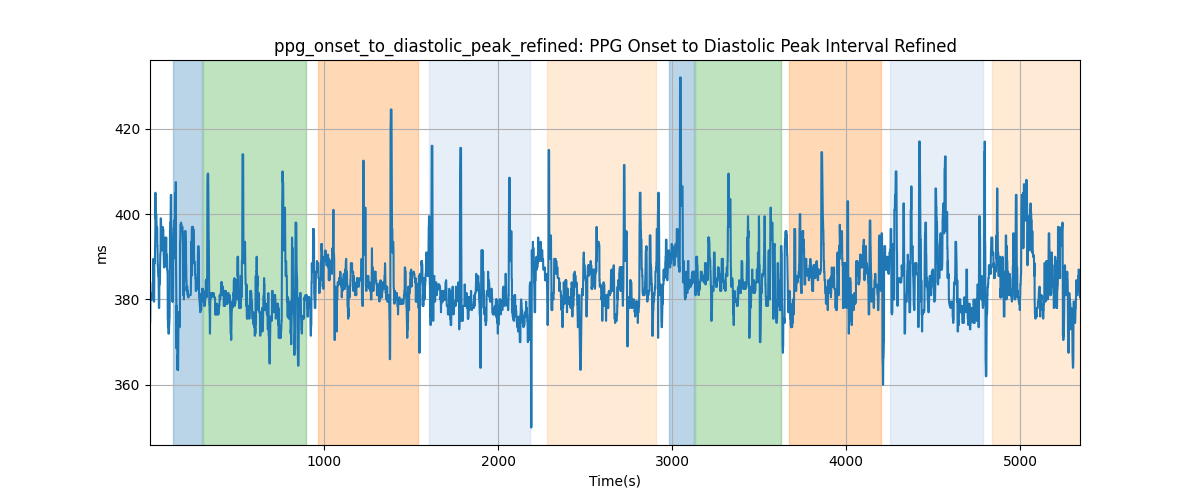 ppg_onset_to_diastolic_peak_refined: PPG Onset to Diastolic Peak Interval Refined
420
400
380
360
ms
1000 2000 3000 4000 5000
Time(s)